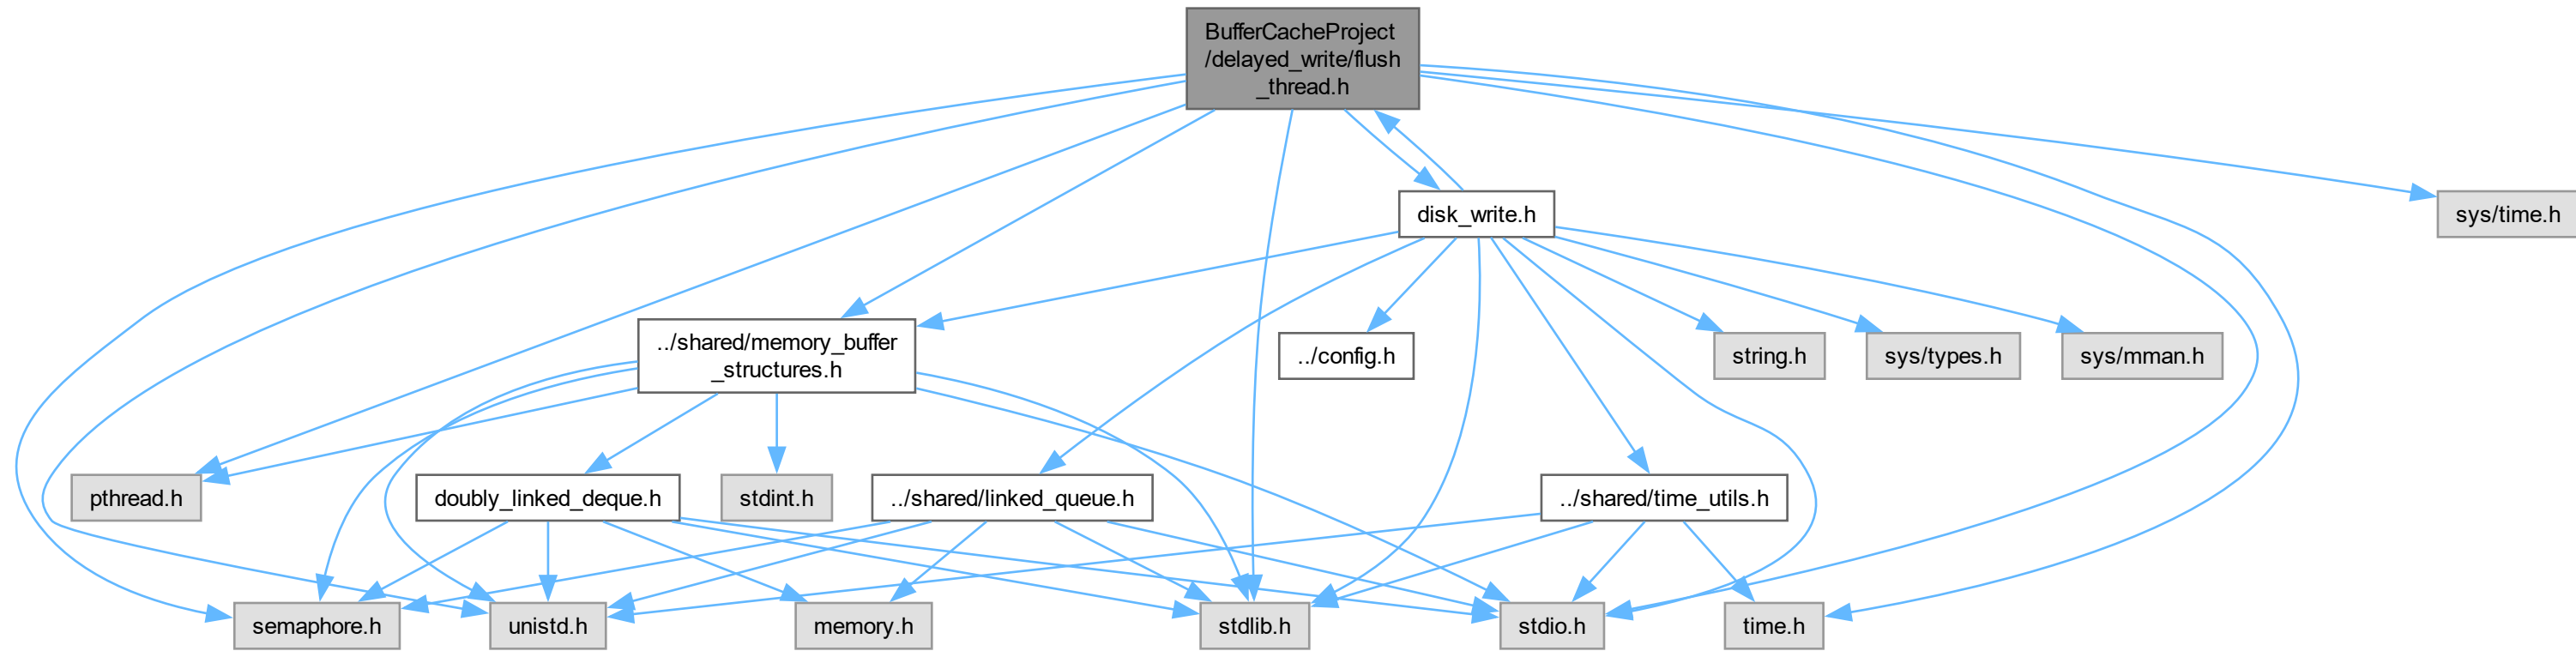 BufferCacheProject
/delayed_write/flush
_thread.h
disk_write.h
sys/time.h
../shared/memory_buffer
_structures.h
../config.h
string.h
sys/types.h
sys/mman.h
pthread.h
doubly_linked_deque.h
stdint.h
../shared/linked_queue.h
../shared/time_utils.h
semaphore.h
unistd.h
memory.h
stdlib.h
stdio.h
time.h